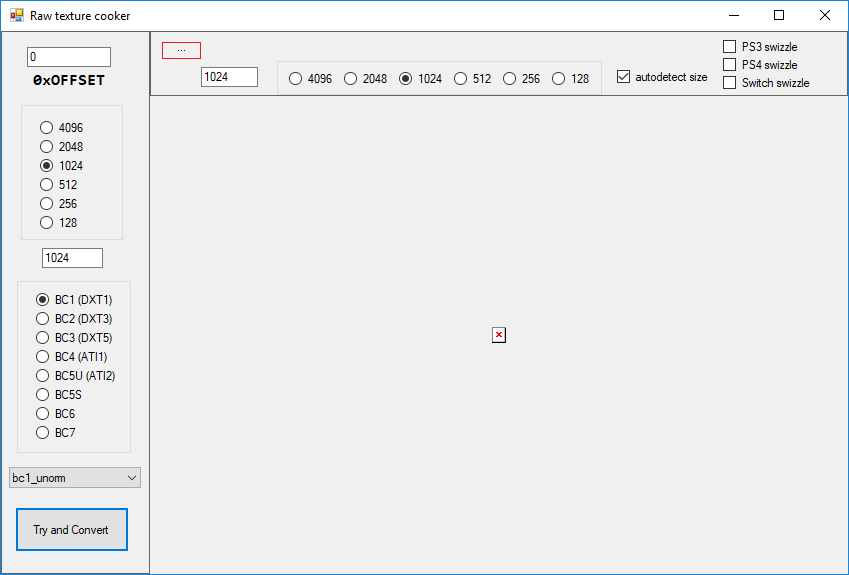 Raw texture cooker
0
0xOFFSET
4096
2048
1024
512
256
128
1024
BC1 (DXT1)
BC2 (DXT3)
BC3 (DXT5)
BC4 (ATI1)
BC5U (ATI2)
BC5S
BC6
BC7
bc1_unorm
Try and Convert
...
1024
4096 2048 1024 512 256 128
autodetect size
PS3 swizzle
PS4 swizzle
Switch swizzle